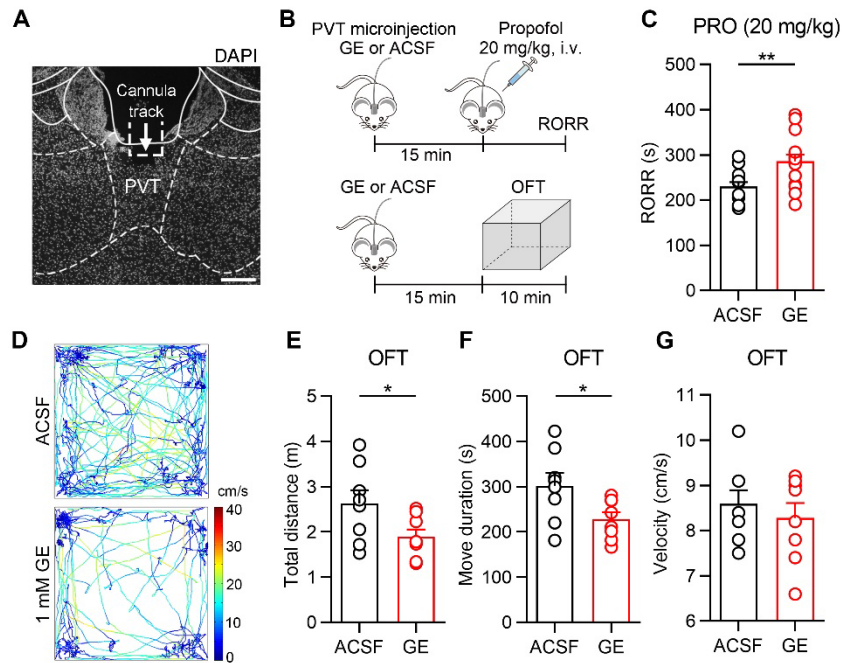 A
DAPI
Cannula
track
PVT
B
PVT microinjection
GE or ACSF
Propofol
20 mg/kg, i.v.
RORR
15 min
GE or ACSF
OFT
15 min
10 min
C
PRO (20 mg/kg)
**
500
400
300
200
100
0
RORR (s)
ACSF
GE
D
ACSF
1 mM GE
cm/s
40
30
20
10
0
E
OFT
*
5
4
3
2
1
0
Total distance (m)
ACSF
GE
F
OFT
*
500
400
300
200
100
0
Move duration (s)
ACSF
GE
G
OFT
11
10
9
8
7
6
Velocity (cm/s)
ACSF
GE